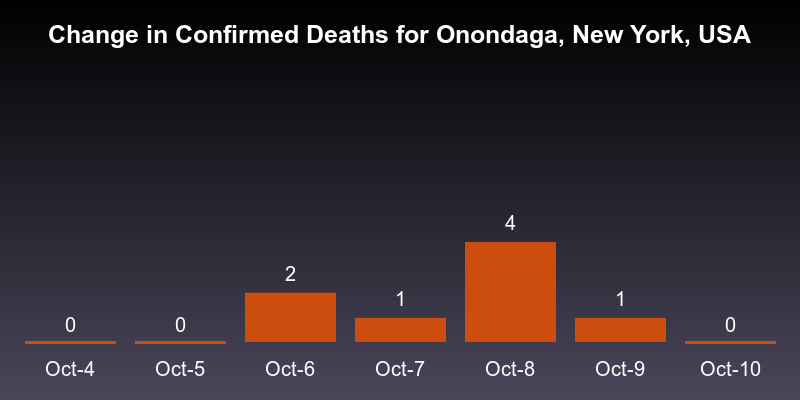 Change in Confirmed Deaths for Onondaga, New York, USA
4
2
1 1
0 0 0
Oct-4 Oct-5 Oct-6 Oct-7 Oct-8 Oct-9 Oct-10